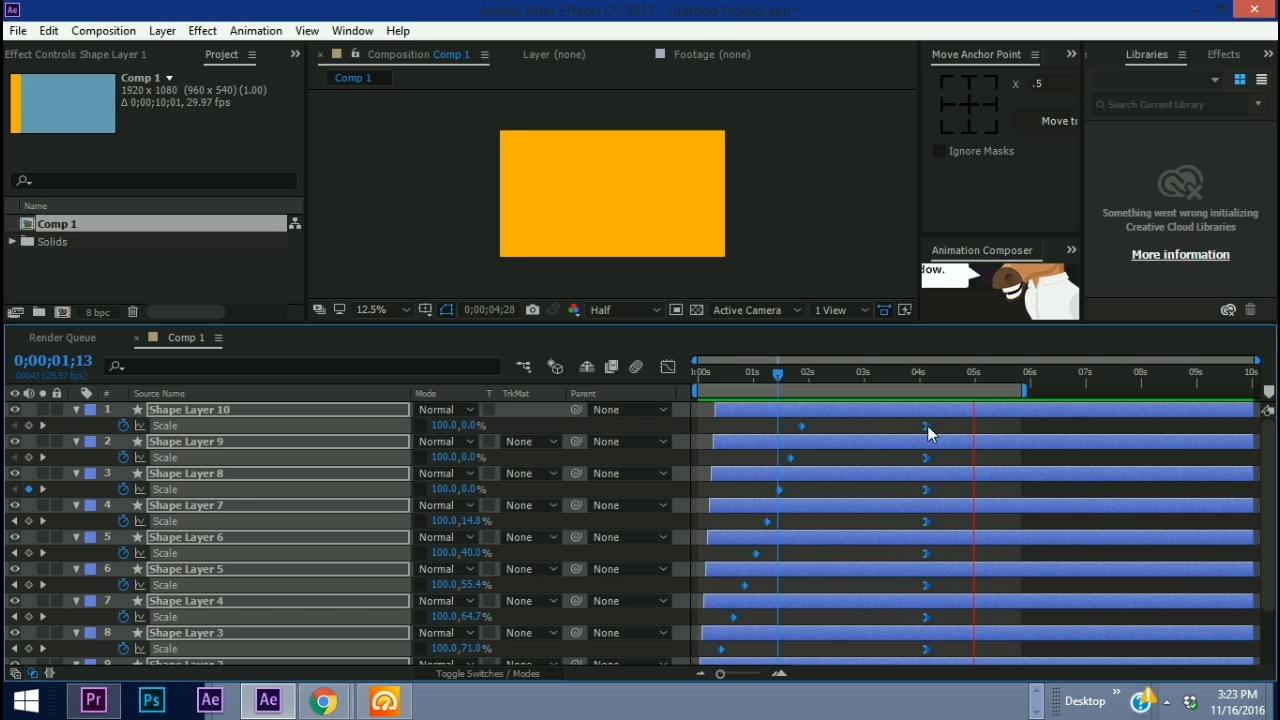 Adobe After Effects CC 2017 - Untitled Project.aep *
File Edit Composition Layer Effect Animation View Window Help
Effect Controls Shape Layer 1 Project
Composition Comp 1 Layer (none) Footage (none)
Move Anchor Point
Libraries Effects
Comp 1
Comp 1
1920 x 1080 (960 x 540) (1.00)
Δ 0;00;10;01, 29.97 fps
X .5
Move to
Ignore Masks
Search Current Library
Something went wrong initializing
Creative Cloud Libraries
More information
Name
Comp 1
Solids
Animation Composer
dow.
8 bpc
12.5% 0;00;04;28 Half Active Camera 1 View
Render Queue Comp 1
0;00;01;13
00043 (29.97 fps)
:00s 01s 02s 03s 04s 05s 06s 07s 08s 09s 10s
# Source Name Mode T TrkMat Parent
1 Shape Layer 10 Normal None
Scale 100.0,0.0%
2 Shape Layer 9 Normal None None
Scale 100.0,0.0%
3 Shape Layer 8 Normal None None
Scale 100.0,0.0%
4 Shape Layer 7 Normal None None
Scale 100.0,14.8%
5 Shape Layer 6 Normal None None
Scale 100.0,40.0%
6 Shape Layer 5 Normal None None
Scale 100.0,55.4%
7 Shape Layer 4 Normal None None
Scale 100.0,64.7%
8 Shape Layer 3 Normal None None
Scale 100.0,71.0%
Toggle Switches / Modes
Pr Ps Ae Ae
Desktop
3:23 PM
11/16/2016